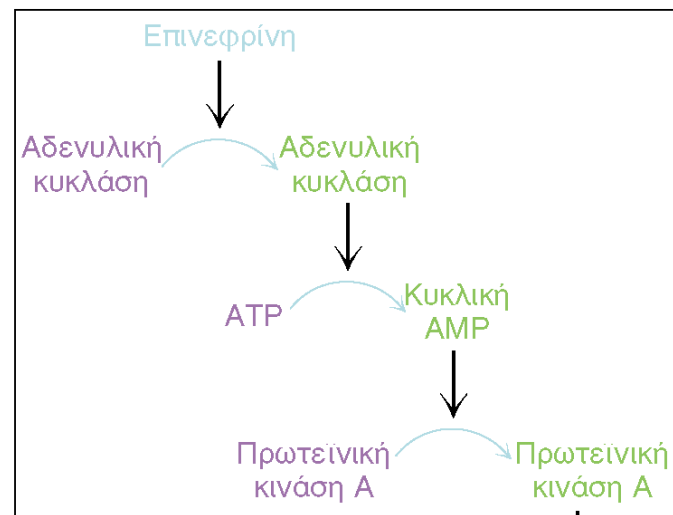 Επινεφρίνη
Αδενυλική
κυκλάση
Αδενυλική
κυκλάση
ATP
Κυκλική
AMP
Πρωτεϊνική
κινάση Α
Πρωτεϊνική
κινάση Α